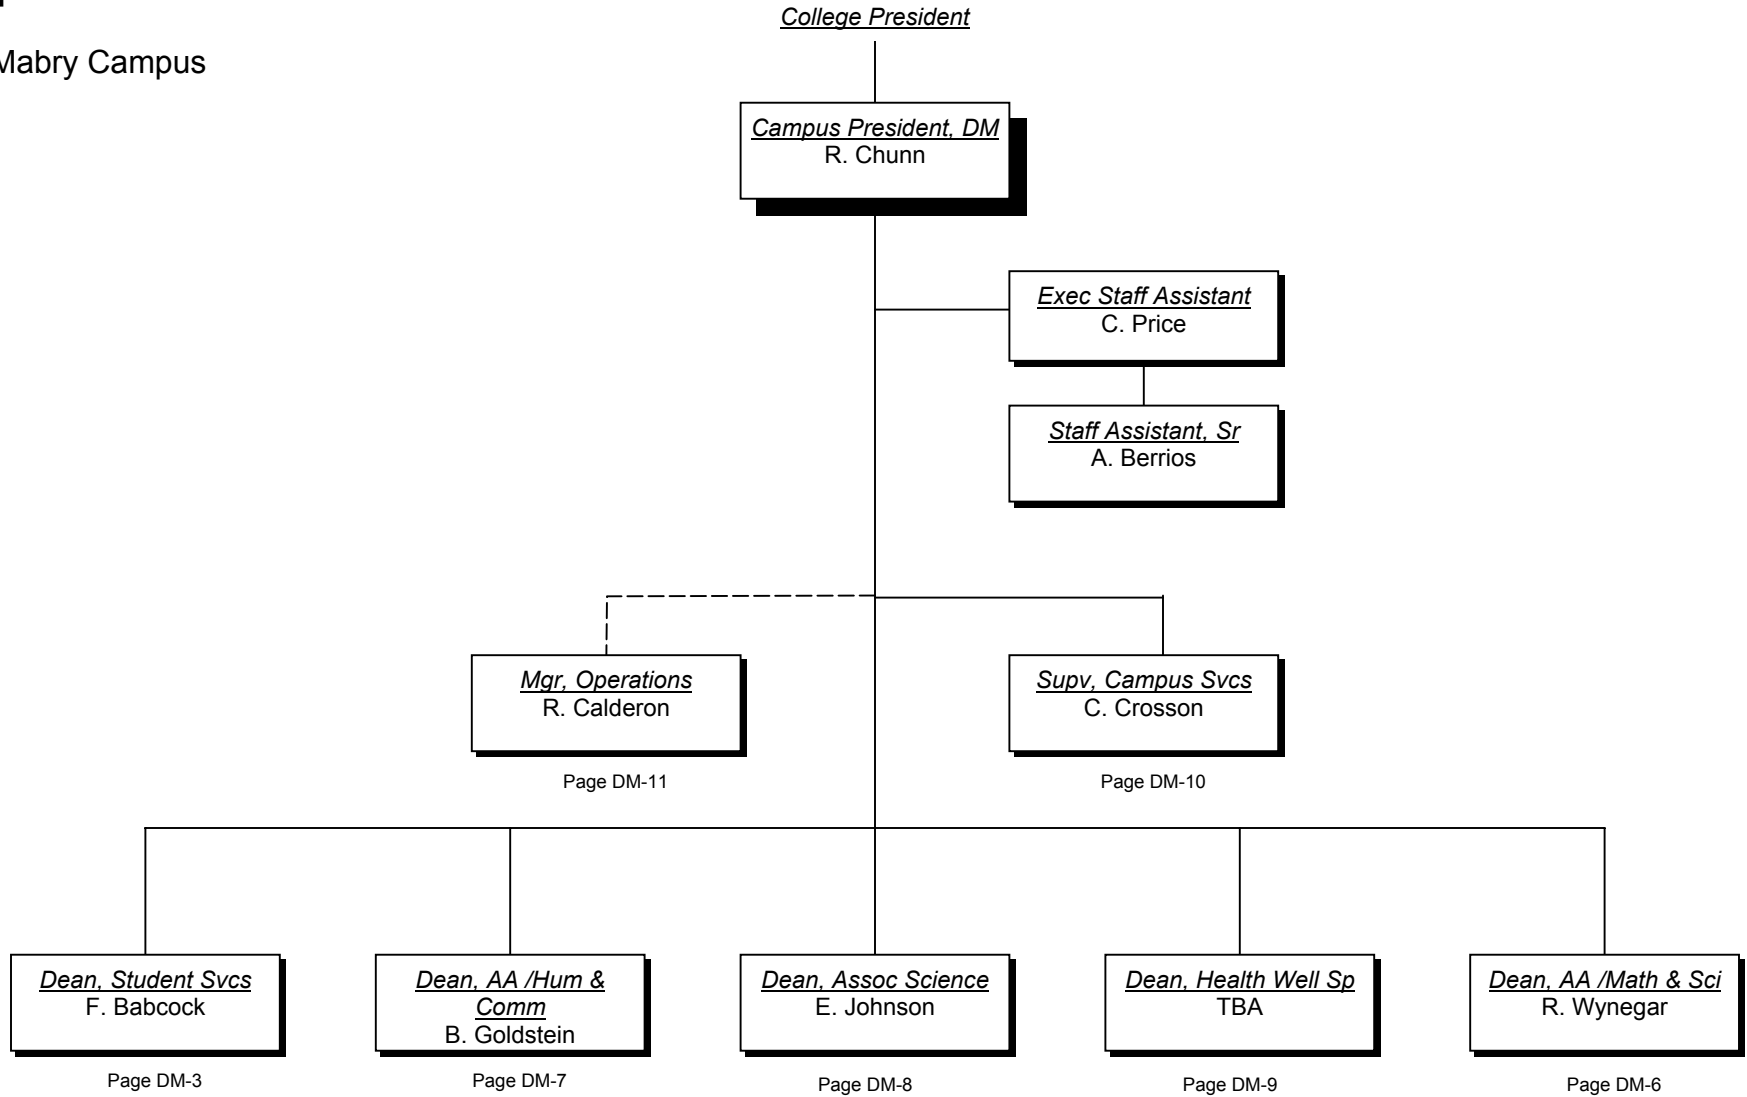 College President
Mabry Campus
Campus President, DM
R. Chunn
Exec Staff Assistant
C. Price
Staff Assistant, Sr
A. Berrios
Mgr, Operations
R. Calderon
Supv, Campus Svcs
C. Crosson
Page DM-11
Page DM-10
Dean, Student Svcs
F. Babcock
Dean, AA /Hum &
Comm
B. Goldstein
Dean, Assoc Science
E. Johnson
Dean, Health Well Sp
TBA
Dean, AA /Math & Sci
R. Wynegar
Page DM-3
Page DM-7
Page DM-8
Page DM-9
Page DM-6